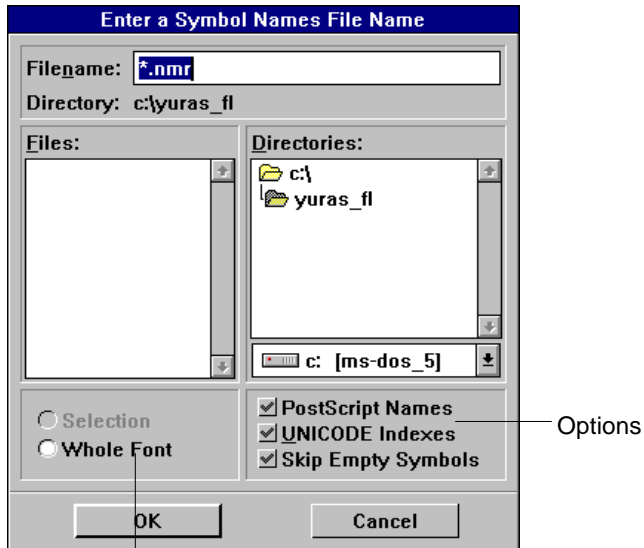 Enter a Symbol Names File Name
Filename: *.nmr
Directory: c:\yuras_fl
Files:
Directories:
c:\
yuras_fl
c: [ms-dos_5]
Selection
Whole Font
PostScript Names
UNICODE Indexes
Skip Empty Symbols
Options
OK
Cancel